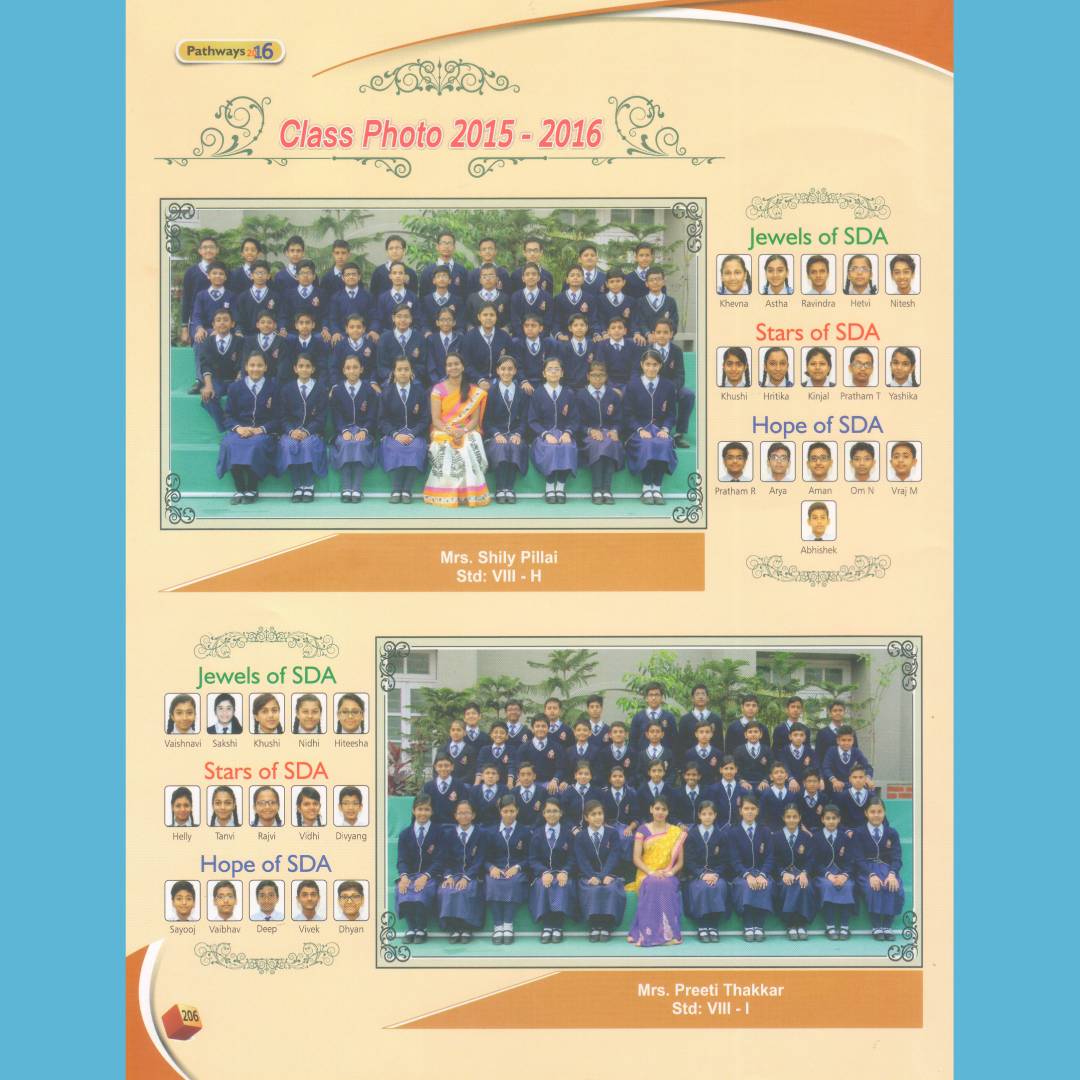 Pathways 2016
Class Photo 2015 - 2016
Jewels of SDA
Khevna Astha Ravindra Hetvi Nitesh
Stars of SDA
Khushi Hritika Kinjal Pratham T Yashika
Hope of SDA
Pratham R Arya Aman Om N Vraj M
Abhishek
Mrs. Shily Pillai
Std: VIII - H
Jewels of SDA
Vaishnavi Sakshi Khushi Nidhi Hiteesha
Stars of SDA
Helly Tanvi Rajvi Vidhi Divyang
Hope of SDA
Sayooj Vaibhav Deep Vivek Dhyan
Mrs. Preeti Thakkar
Std: VIII - I
206